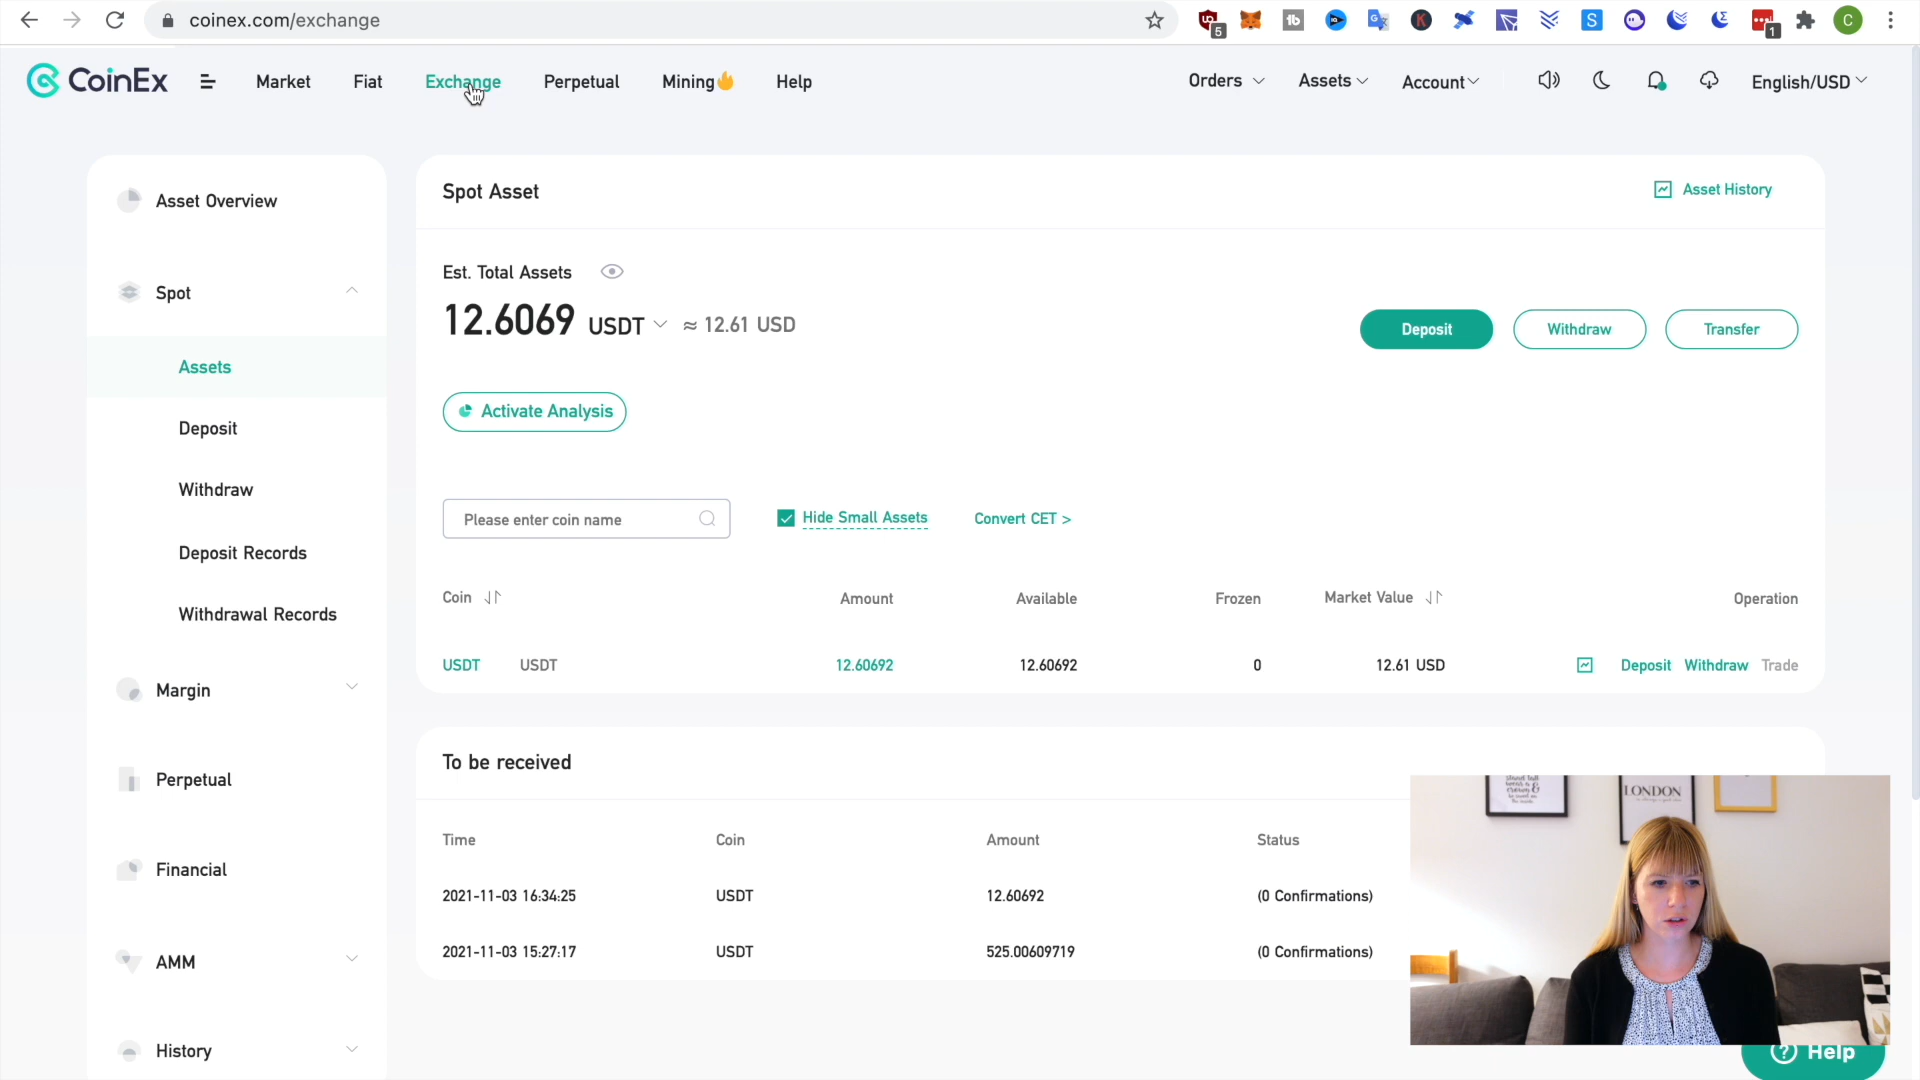 coinex.com/exchange
5
1
C
CoinEx
Market
Fiat
Exchange
Perpetual
Mining
Help
Orders
Assets
Account
English/USD
Asset Overview
Spot
Assets
Deposit
Withdraw
Deposit Records
Withdrawal Records
Margin
Perpetual
Financial
AMM
History
Spot Asset
Asset History
Est. Total Assets
12.6069 USDT ≈ 12.61 USD
Deposit
Withdraw
Transfer
Activate Analysis
Please enter coin name
Hide Small Assets
Convert CET >
Coin Amount Available Frozen Market Value Operation
USDT USDT 12.60692 12.60692 0 12.61 USD Deposit Withdraw Trade
To be received
Time Coin Amount Status
2021-11-03 16:34:25 USDT 12.60692 (0 Confirmations)
2021-11-03 15:27:17 USDT 525.00609719 (0 Confirmations)
LONDON
Help